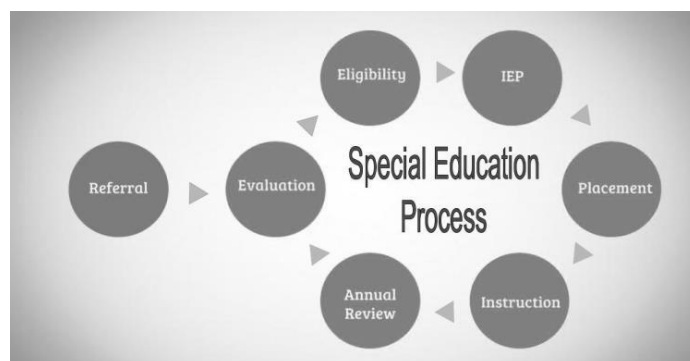 Referral
Evaluation
Eligibility
IEP
Placement
Instruction
Annual
Review
Special Education
Process